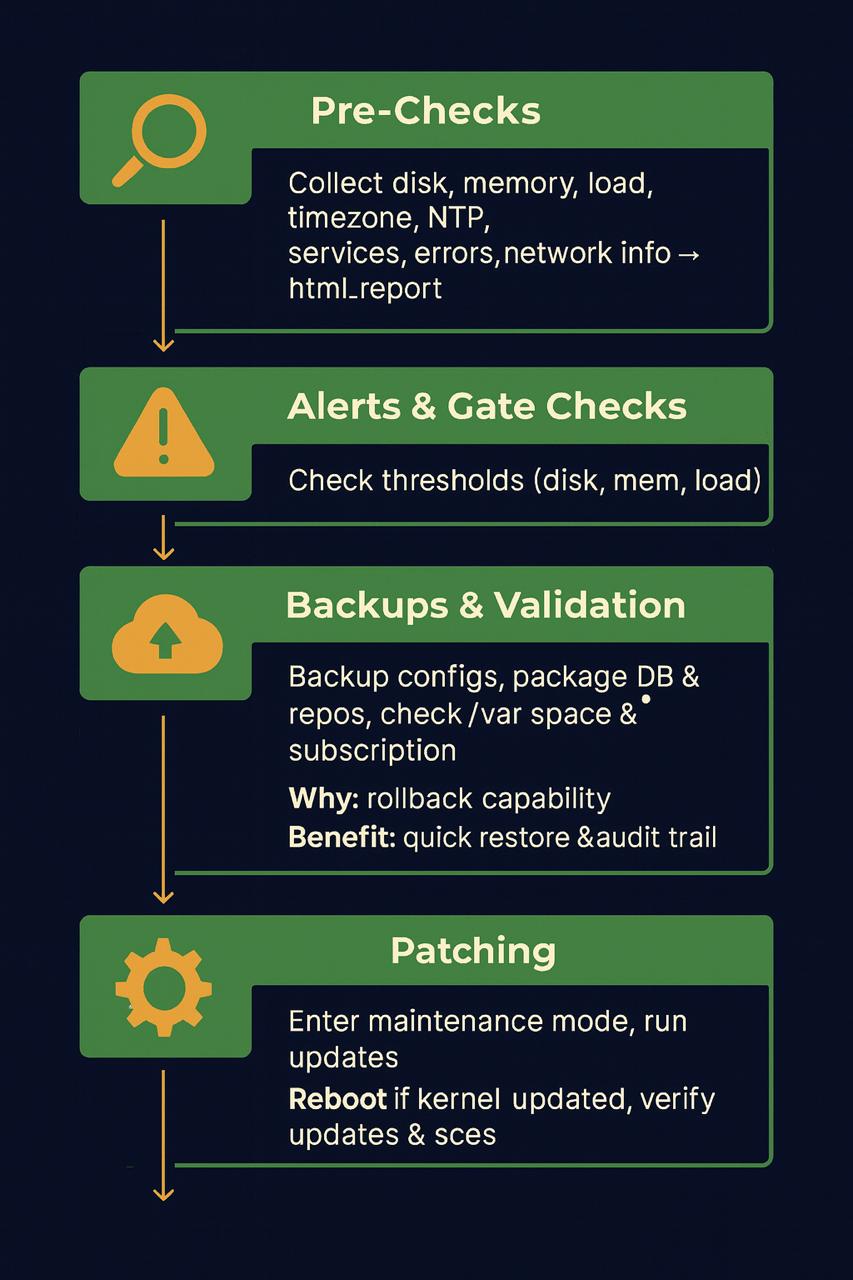 Pre-Checks
Collect disk, memory, load,
timezone, NTP,
services, errors,network info →
html_report
Alerts & Gate Checks
Check thresholds (disk, mem, load)
Backups & Validation
Backup configs, package DB &
repos, check /var space &
subscription
Why: rollback capability
Benefit: quick restore &audit trail
Patching
Enter maintenance mode, run
updates
Reboot if kernel updated, verify
updates & sces